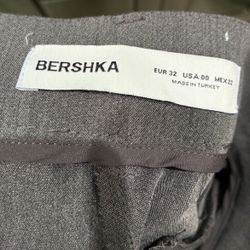 BERSHKA
EUR 32 USA 00 MEX 22
MADE IN TURKEY